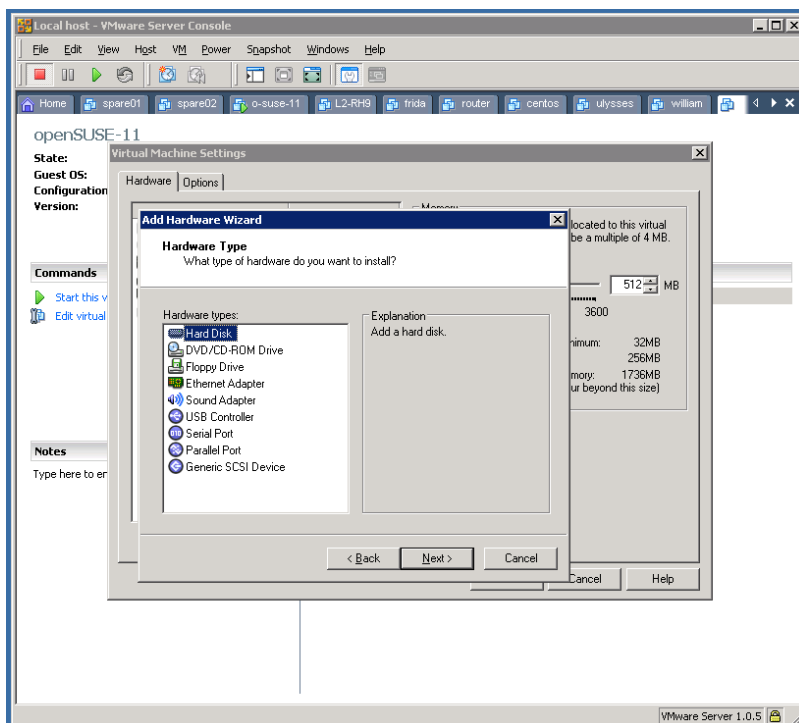 Local host - VMware Server Console
File Edit View Host VM Power Snapshot Windows Help
Home spare01 spare02 o-suse-11 L2-RH9 frida router centos ulysses william
openSUSE-11
State:
Guest OS:
Configuration
Version:
Commands
Start this v
Edit virtual
Notes
Type here to er
Virtual Machine Settings
Hardware Options
Memory
located to this virtual
be a multiple of 4 MB.
512 MB
3600
nimum: 32MB
256MB
mory: 1736MB
ur beyond this size)
Add Hardware Wizard
Hardware Type
What type of hardware do you want to install?
Hardware types:
Hard Disk
DVD/CD-ROM Drive
Floppy Drive
Ethernet Adapter
Sound Adapter
USB Controller
Serial Port
Parallel Port
Generic SCSI Device
Explanation
Add a hard disk.
< Back Next > Cancel
Cancel Help
VMware Server 1.0.5